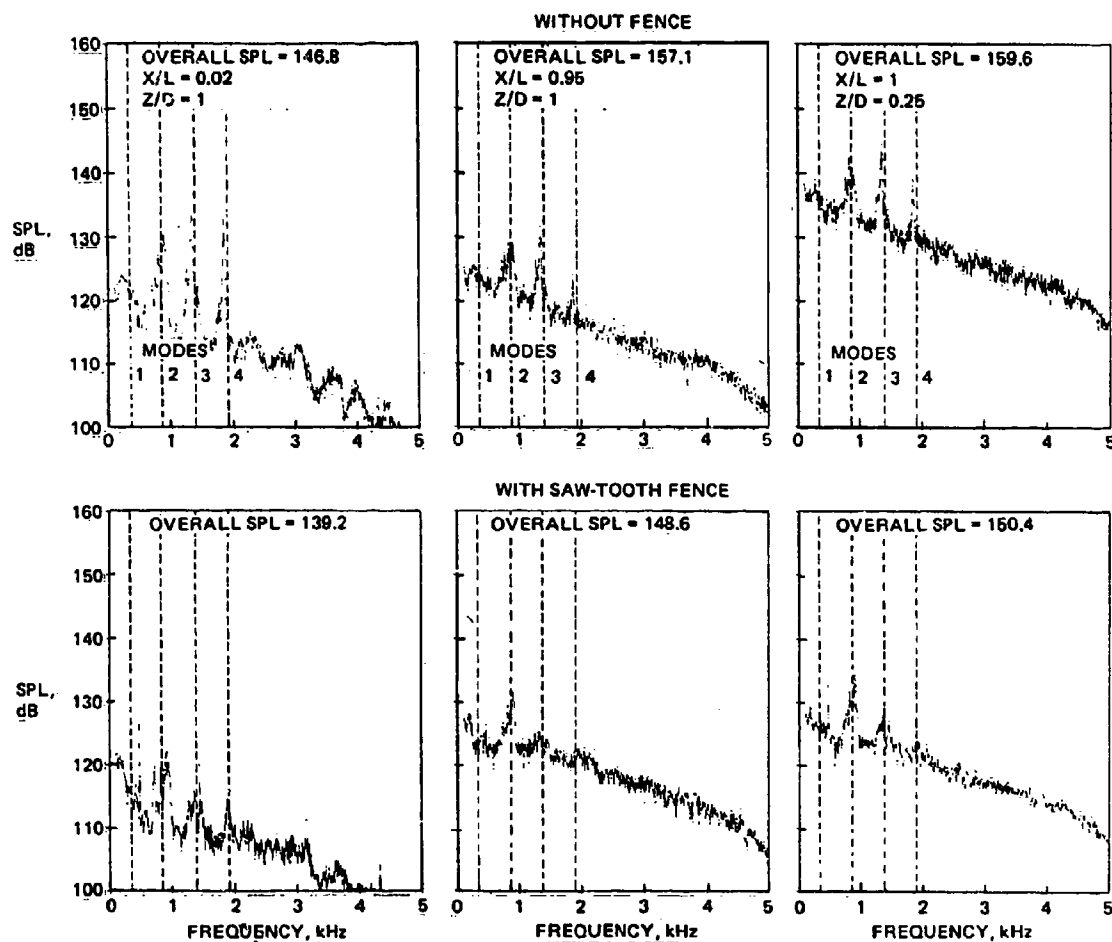 WITHOUT FENCE
OVERALL SPL = 146.8
X/L = 0.02
Z/D = 1
OVERALL SPL = 157.1
X/L = 0.95
Z/D = 1
OVERALL SPL = 159.6
X/L = 1
Z/D = 0.25
160
150
140
130
120
110
100
SPL,
dB
MODES
1 2 3 4
MODES
1 2 3 4
MODES
1 2 3 4
0 1 2 3 4 5
0 1 2 3 4 5
0 1 2 3 4 5
WITH SAW-TOOTH FENCE
OVERALL SPL = 139.2
OVERALL SPL = 148.6
OVERALL SPL = 150.4
160
150
140
130
120
110
100
SPL,
dB
0 1 2 3 4 5
0 1 2 3 4 5
0 1 2 3 4 5
FREQUENCY, kHz
FREQUENCY, kHz
FREQUENCY, kHz